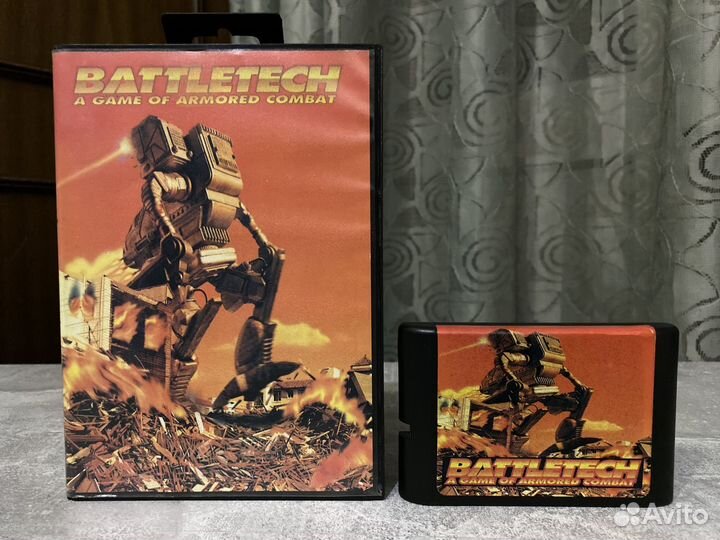 BATTLETECH
A GAME OF ARMORED COMBAT
BATTLETECH
A GAME OF ARMORED COMBAT
Avito